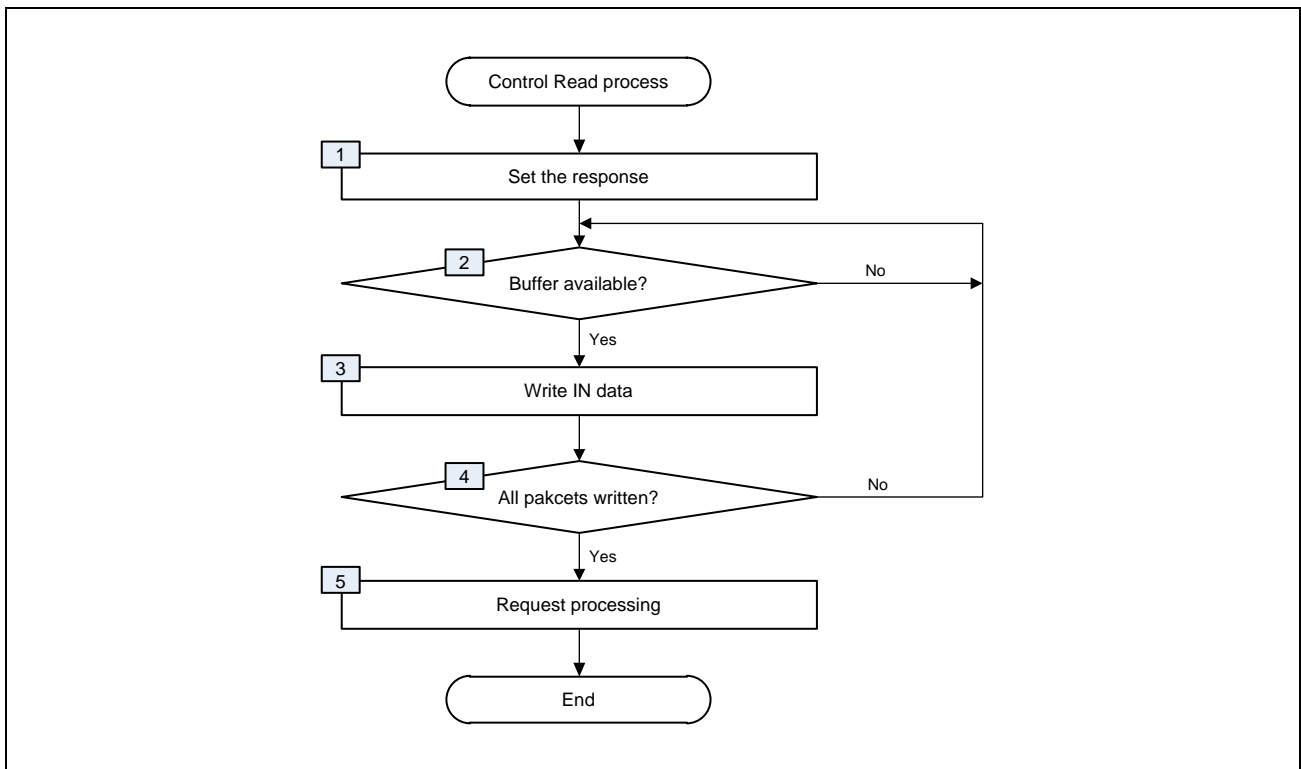 Control Read process
1
Set the response
2
Buffer available?
No
Yes
3
Write IN data
4
All pakcets written?
No
Yes
5
Request processing
End